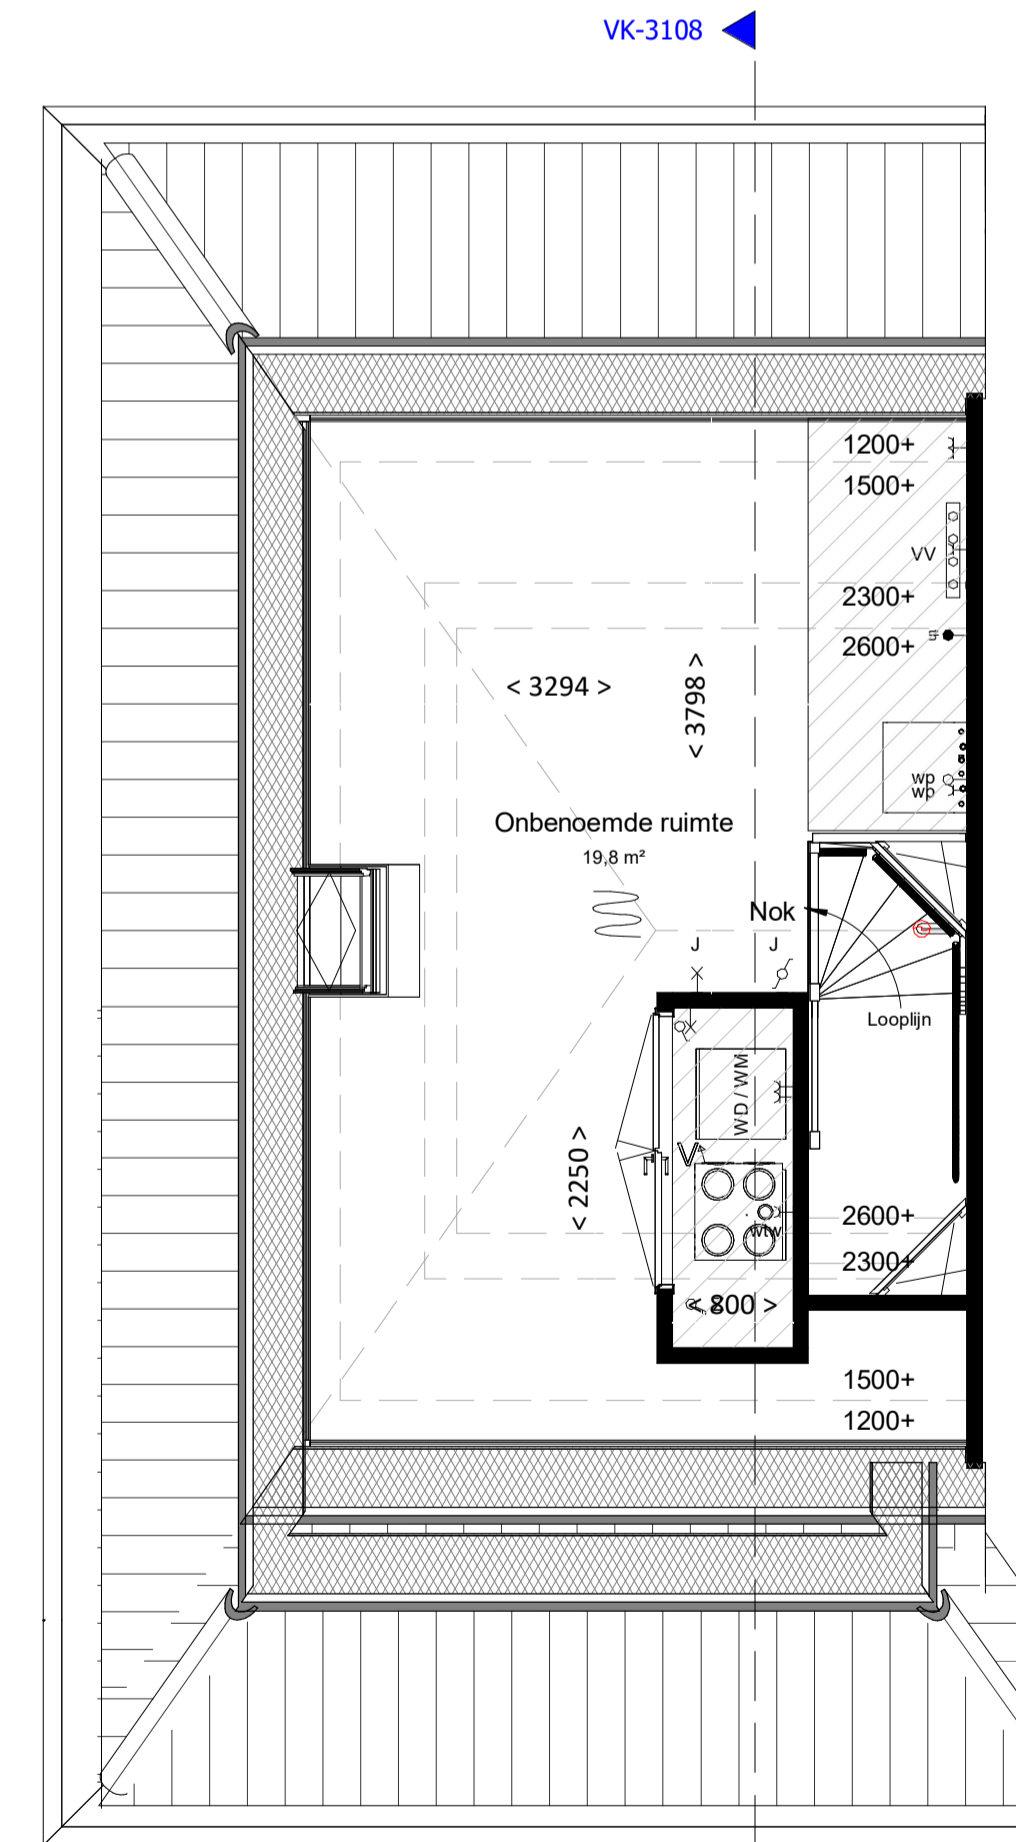 VK-3108
1200+
1500+
VV
2300+
2600+
< 3294 >
< 3798 >
wp
wp
Onbenoemde ruimte
19,8 m²
Nok
J
J
Looplijn
WD/WM
< 2250 >
V
wtw
2600+
2300+
< 800 >
1500+
1200+